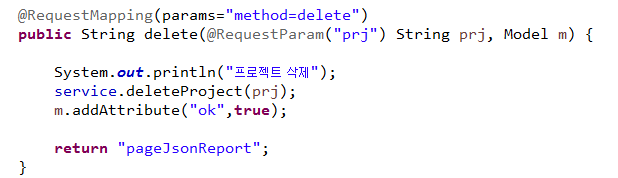 @RequestMapping(params="method=delete")
public String delete(@RequestParam("prj") String prj, Model m) {
System.out.println("프로젝트 삭제");
service.deleteProject(prj);
m.addAttribute("ok",true);
return "pageJsonReport";
}